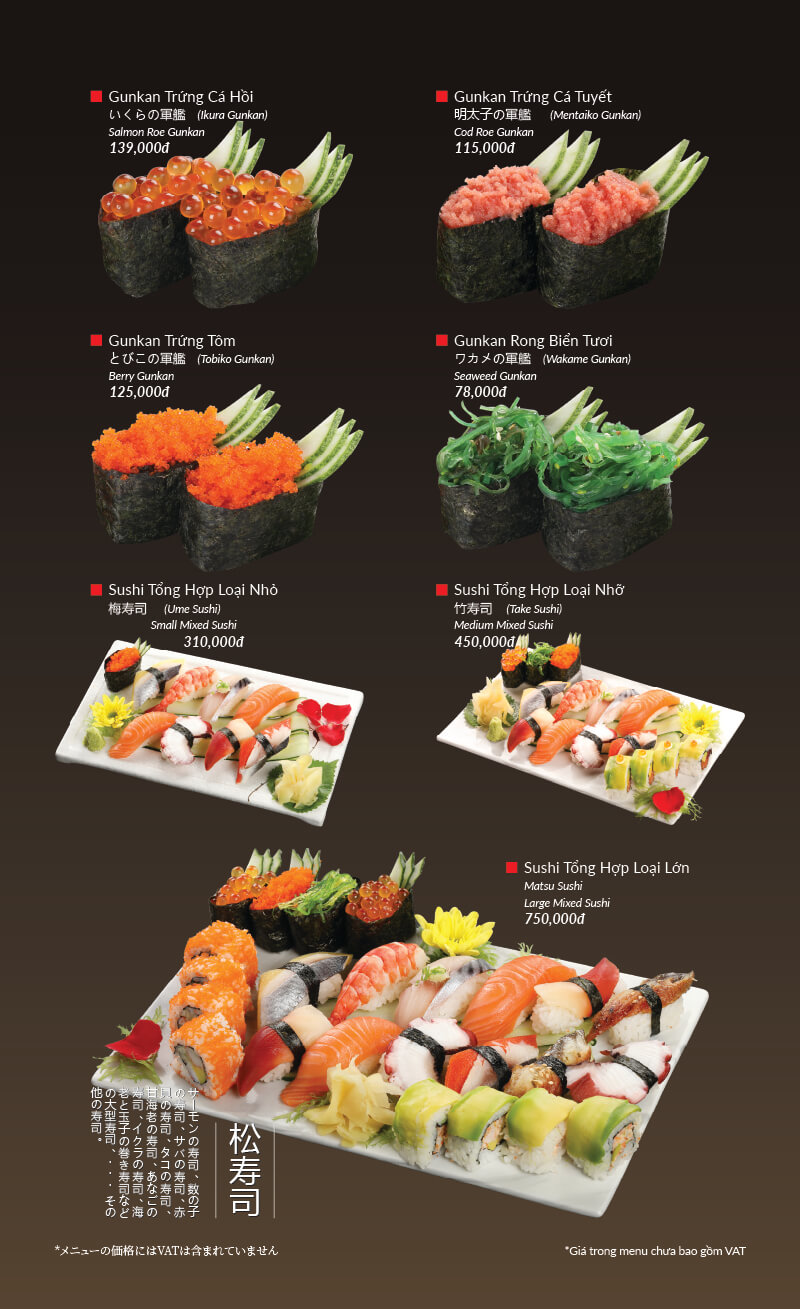 Gunkan Trứng Cá Hồi
いくらの軍艦 (Ikura Gunkan)
Salmon Roe Gunkan
139,000đ
Gunkan Trứng Cá Tuyết
明太子の軍艦 (Mentaiko Gunkan)
Cod Roe Gunkan
115,000đ
Gunkan Trứng Tôm
とびこの軍艦 (Tobiko Gunkan)
Berry Gunkan
125,000đ
Gunkan Rong Biển Tươi
ワカメの軍艦 (Wakame Gunkan)
Seaweed Gunkan
78,000đ
Sushi Tổng Hợp Loại Nhỏ
梅寿司 (Ume Sushi)
Small Mixed Sushi
310,000đ
Sushi Tổng Hợp Loại Nhỡ
竹寿司 (Take Sushi)
Medium Mixed Sushi
450,000đ
Sushi Tổng Hợp Loại Lớn
Matsu Sushi
Large Mixed Sushi
750,000đ
松寿司
サーモンの寿司、数の子
の寿司、サバの寿司、赤
貝の寿司、タコの寿司、
甘海老の寿司、あなごの
寿司、イクラの寿司、海
老と玉子の巻き寿司など
の大型寿司、・・・その
他の寿司。
*メニューの価格にはVATは含まれていません
*Giá trong menu chưa bao gồm VAT